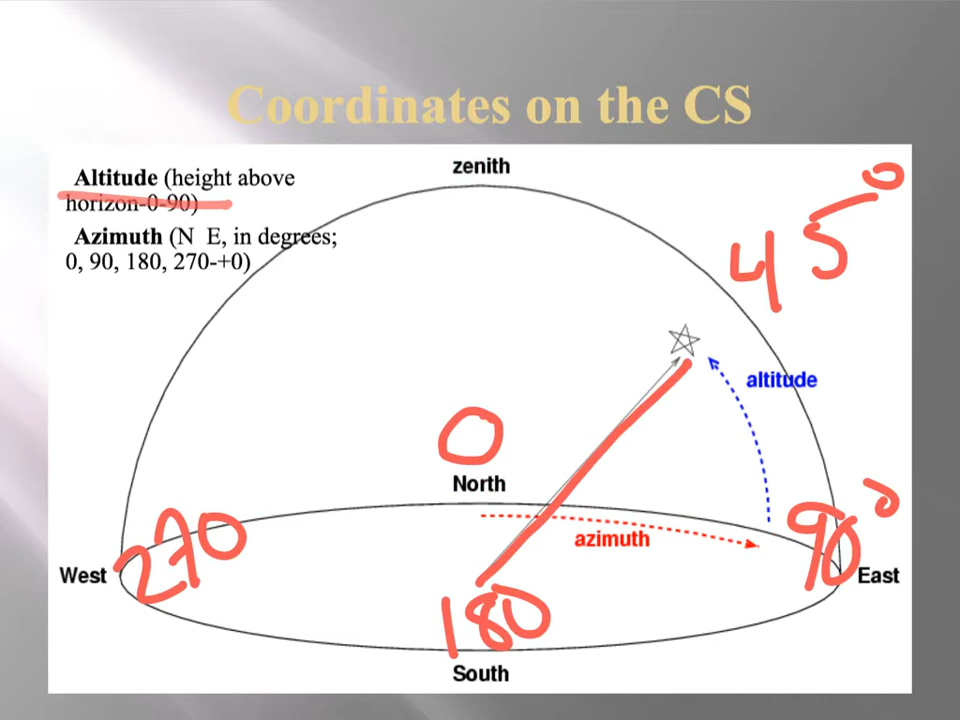 Coordinates on the CS
Altitude (height above
horizon-0-90)
Azimuth (N E, in degrees;
0, 90, 180, 270-+0)
zenith
45°
altitude
0
North
azimuth
270
90°
West
East
180
South